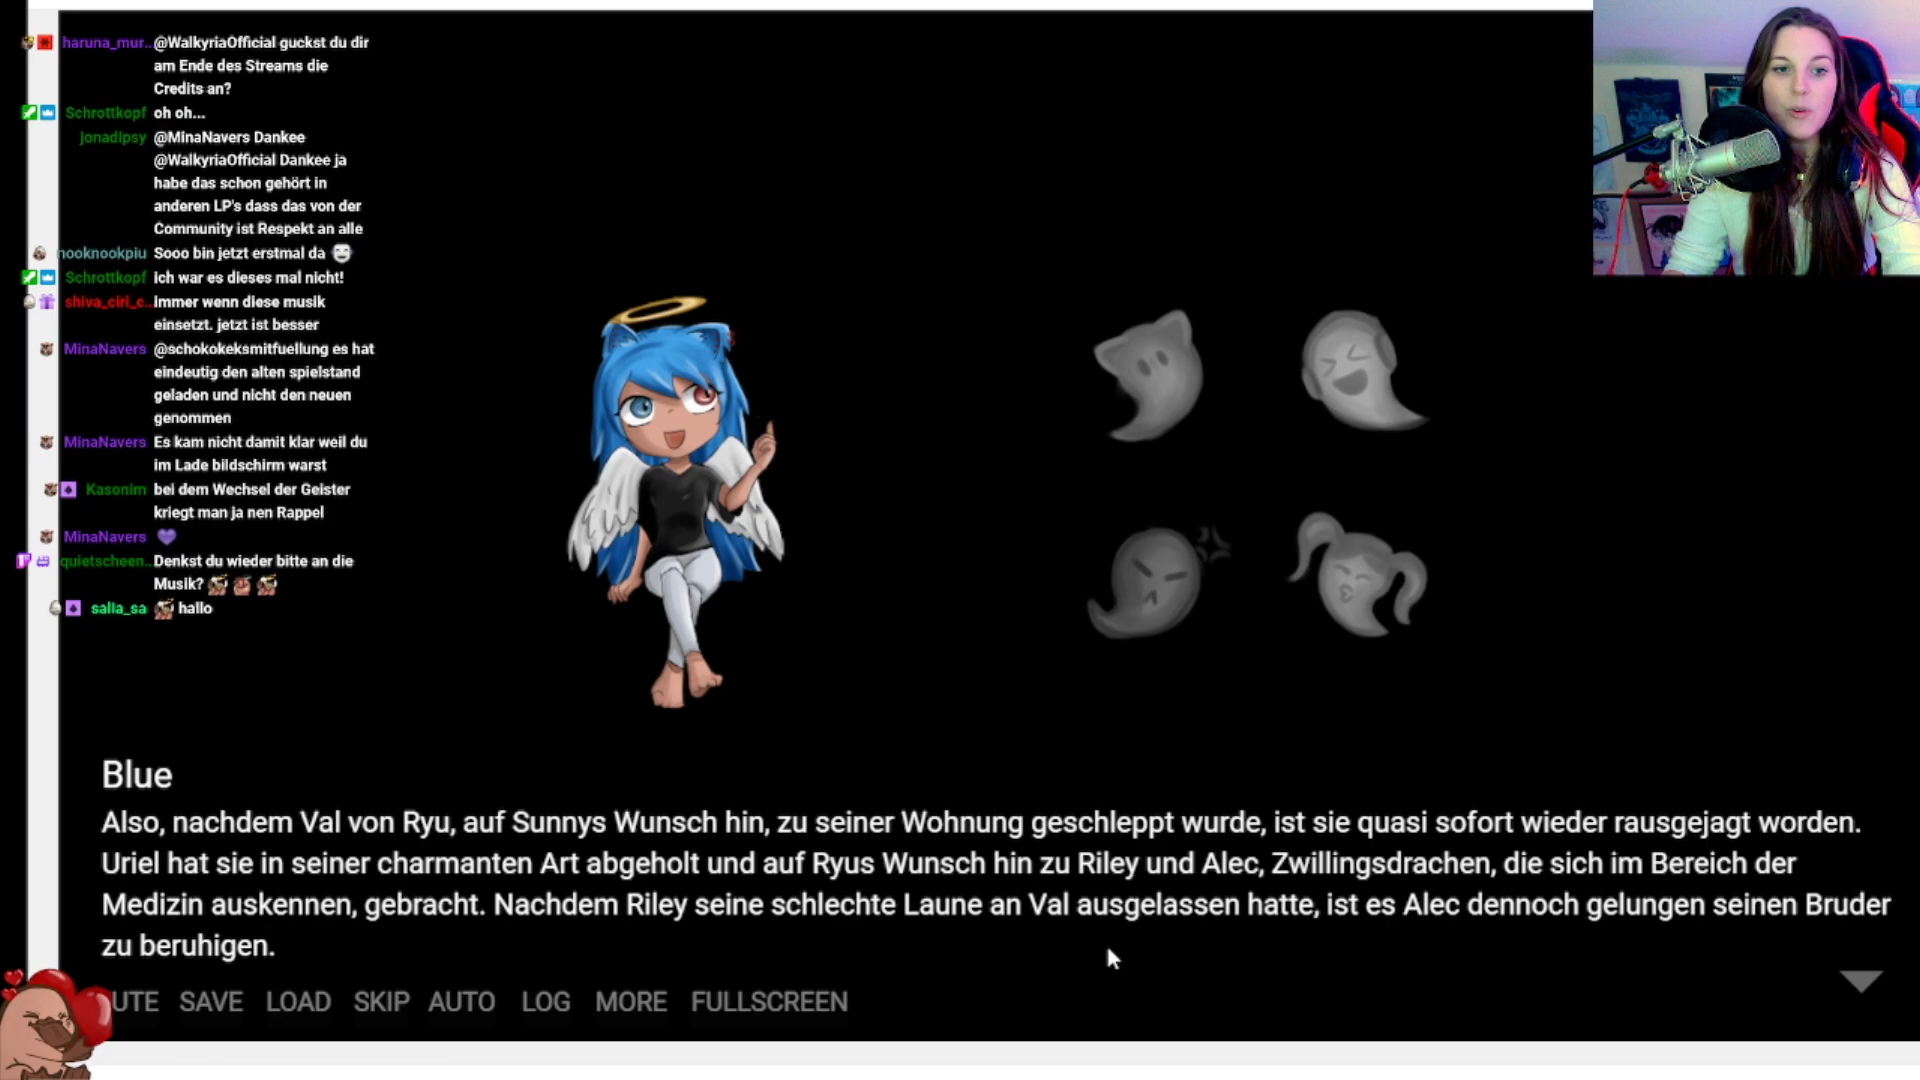 haruna_mur.. @WalkyriaOfficial guckst du dir
am Ende des Streams die
Credits an?
Schrottkopf oh oh...
jonadipsy @MinaNavers Dankee
@WalkyriaOfficial Dankee ja
habe das schon gehört in
anderen LP's dass das von der
Community ist Respekt an alle
nooknookpiu Sooo bin jetzt erstmal da
Schrottkopf ich war es dieses mal nicht!
shiva_ciri_c.. Immer wenn diese musik
einsetzt. jetzt ist besser
MinaNavers @schokokeksmitfuellung es hat
eindeutig den alten spielstand
geladen und nicht den neuen
genommen
MinaNavers Es kam nicht damit klar weil du
im Lade bildschirm warst
Kasonim bei dem Wechsel der Geister
kriegt man ja nen Rappel
MinaNavers
quietscheen.. Denkst du wieder bitte an die
Musik?
salla_sa hallo
Blue
Also, nachdem Val von Ryu, auf Sunnys Wunsch hin, zu seiner Wohnung geschleppt wurde, ist sie quasi sofort wieder rausgejagt worden.
Uriel hat sie in seiner charmanten Art abgeholt und auf Ryus Wunsch hin zu Riley und Alec, Zwillingsdrachen, die sich im Bereich der
Medizin auskennen, gebracht. Nachdem Riley seine schlechte Laune an Val ausgelassen hatte, ist es Alec dennoch gelungen seinen Bruder
zu beruhigen.
UTE SAVE LOAD SKIP AUTO LOG MORE FULLSCREEN